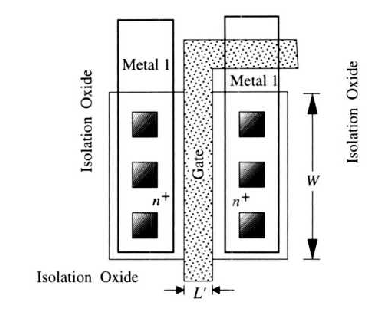 Metal 1
Metal 1
Isolation Oxide
Isolation Oxide
Gate
W
n+
n+
Isolation Oxide
L'